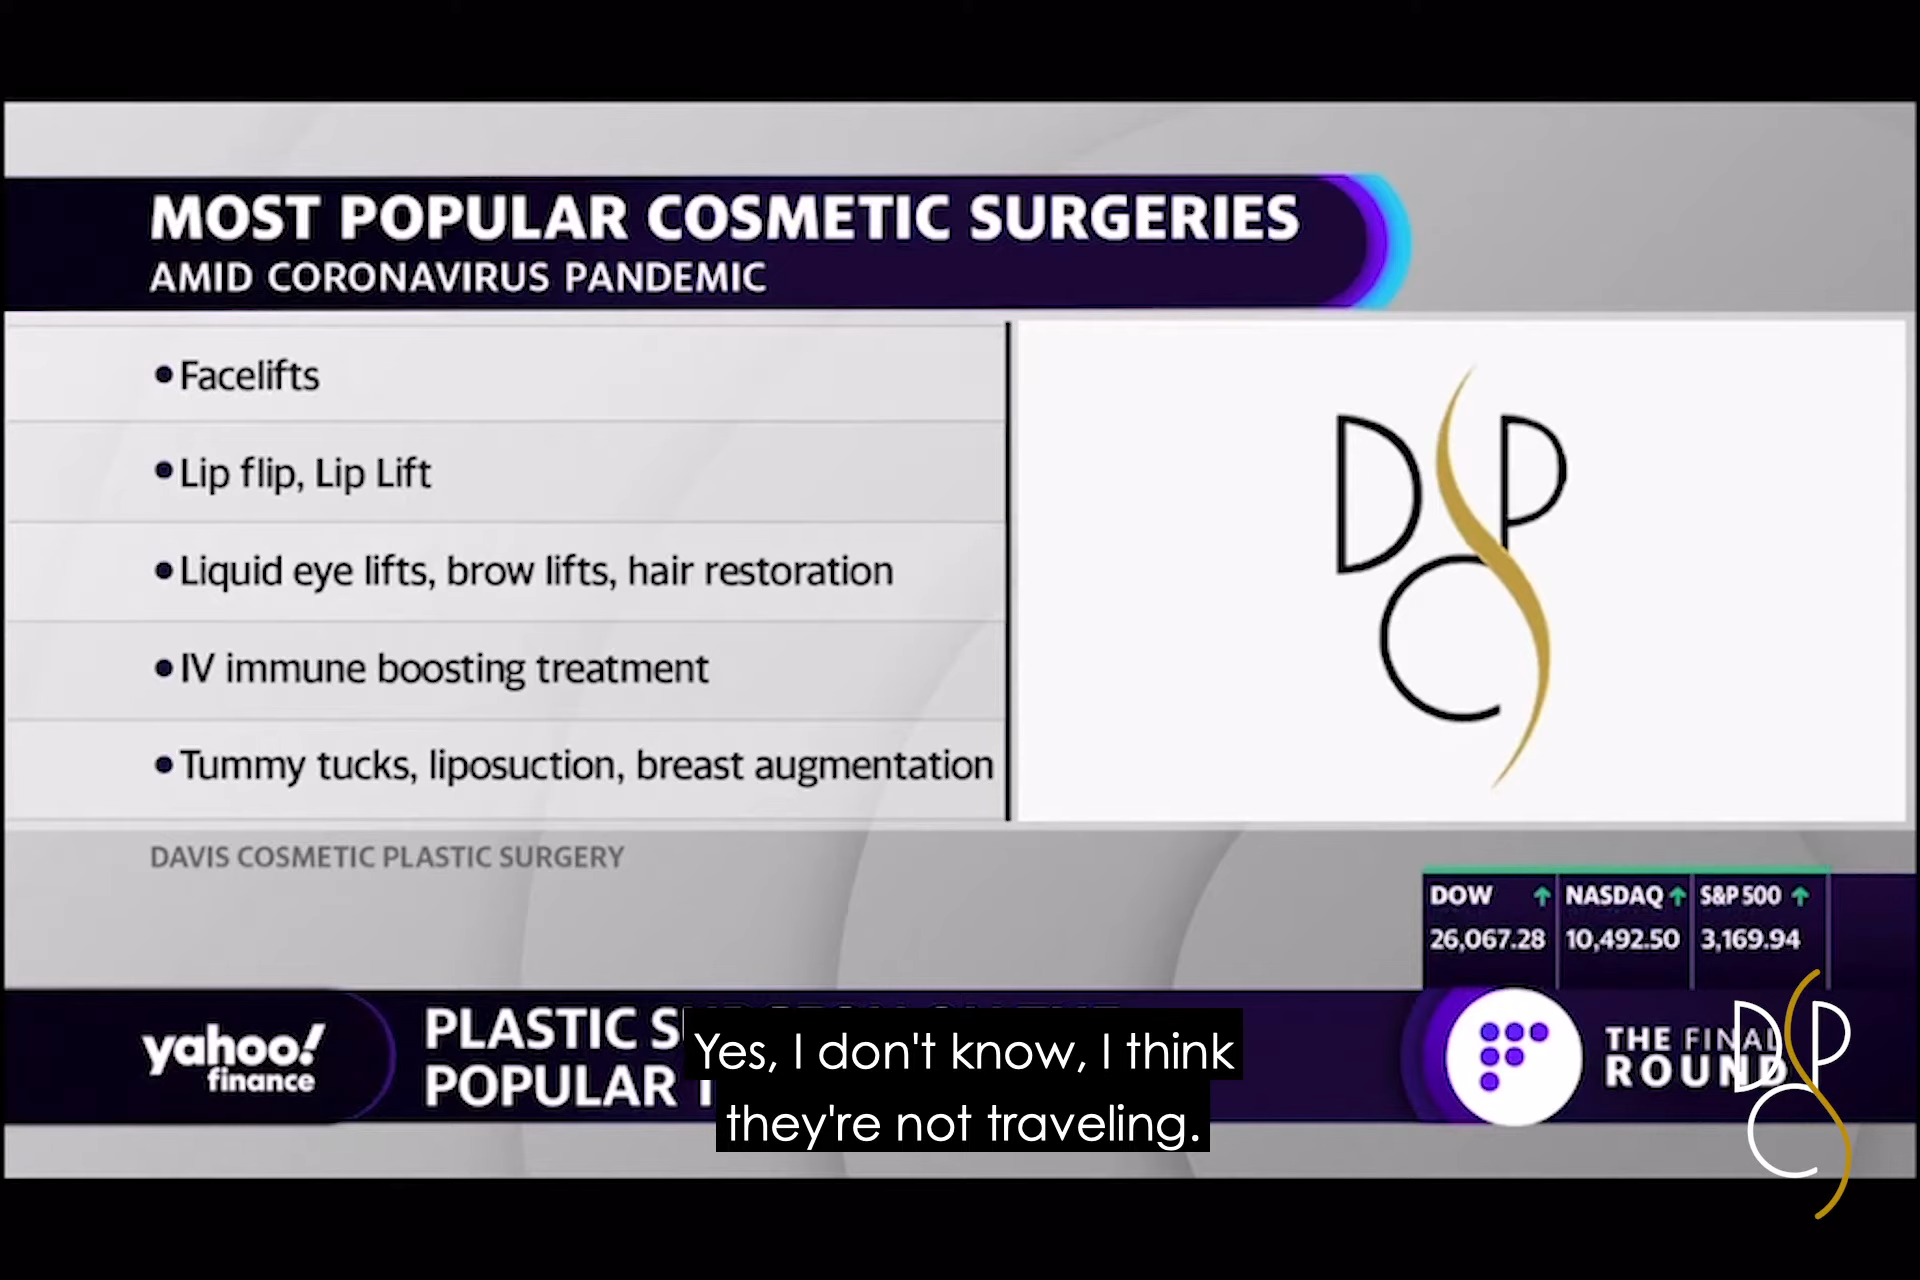 MOST POPULAR COSMETIC SURGERIES
AMID CORONAVIRUS PANDEMIC
•Facelifts
•Lip flip, Lip Lift
•Liquid eye lifts, brow lifts, hair restoration
•IV immune boosting treatment
•Tummy tucks, liposuction, breast augmentation
D P
C
DAVIS COSMETIC PLASTIC SURGERY
DOW NASDAQ S&P 500
26,067.28 10,492.50 3,169.94
yahoo!
finance
PLASTIC
POPULAR
Yes, I don't know, I think
they're not traveling.
THE FINAL
ROUND
D P
C